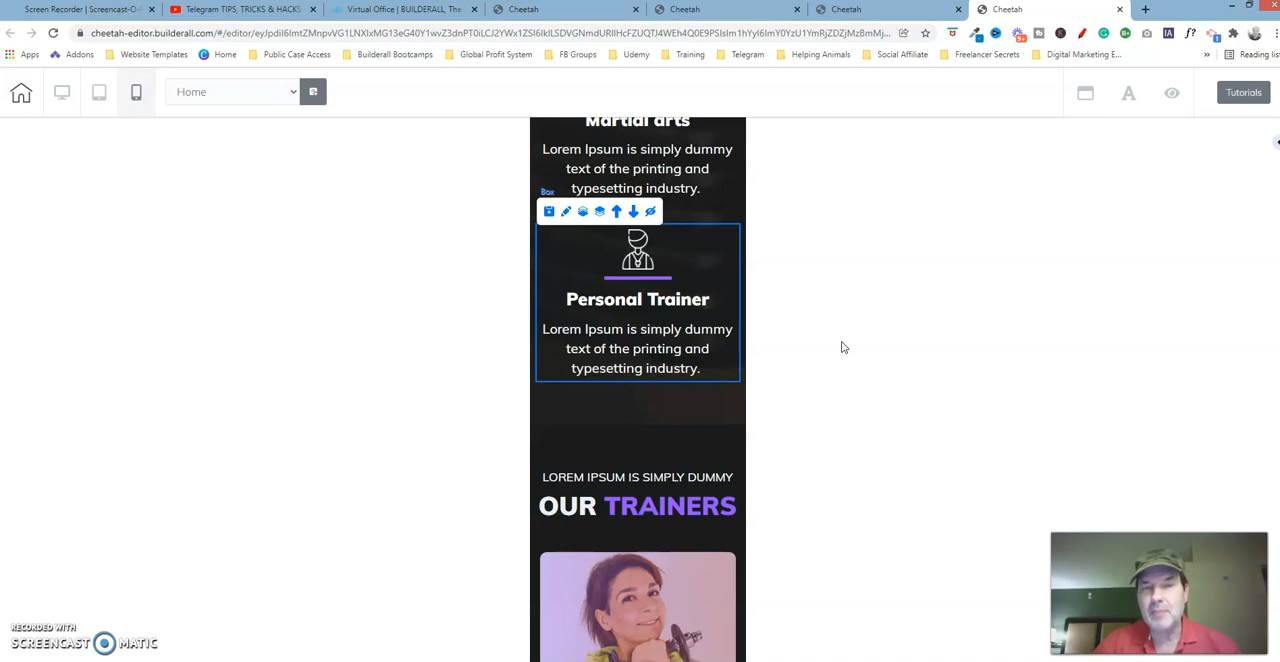 Screen Recorder | Screencast-O-
Telegram TIPS, TRICKS & HACKS
Virtual Office | BUILDERALL, The
Cheetah
Cheetah
Cheetah
Cheetah
Apps
Addons
Website Templates
Home
Public Case Access
Builderall Bootcamps
Global Profit System
FB Groups
Udemy
Training
Telegram
Helping Animals
Social Affiliate
Freelancer Secrets
Digital Marketing E...
Reading list
Home
Tutorials
Martial arts
Lorem Ipsum is simply dummy
text of the printing and
typesetting industry.
Box
Personal Trainer
Lorem Ipsum is simply dummy
text of the printing and
typesetting industry.
LOREM IPSUM IS SIMPLY DUMMY
OUR TRAINERS
RECORDED WITH
SCREENCAST MATIC